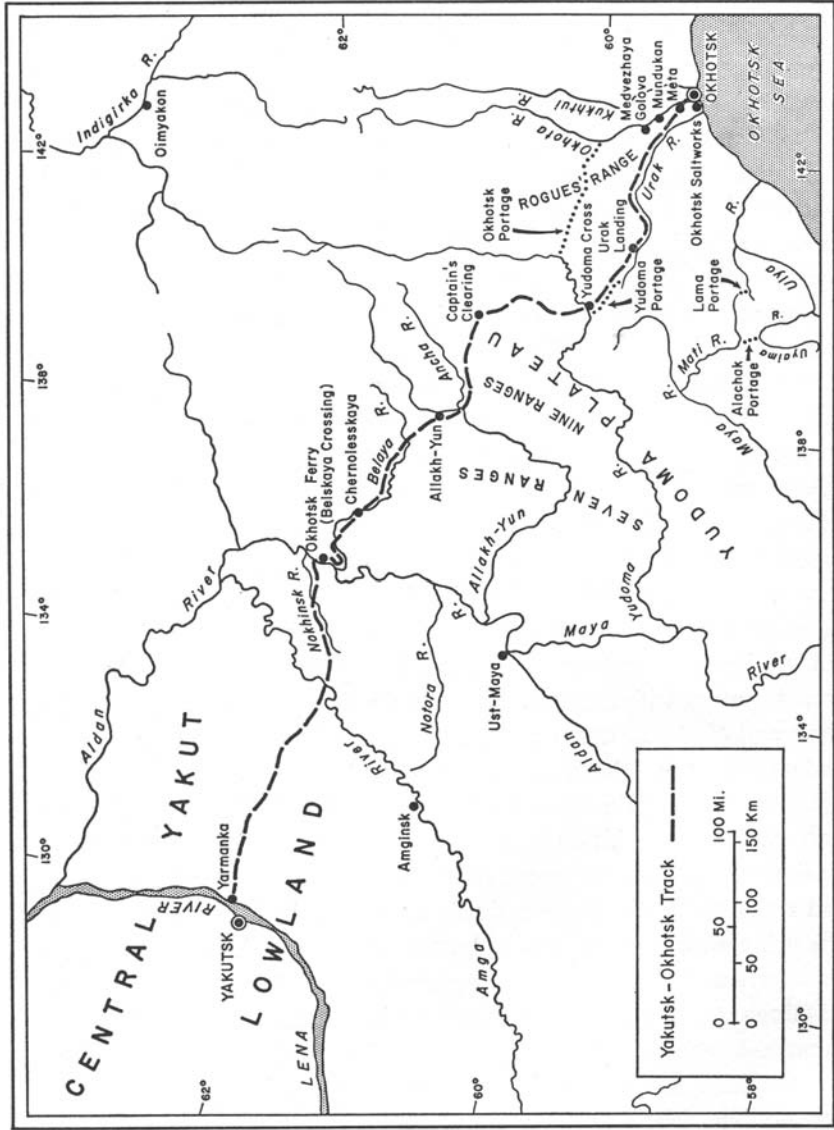 130°
134°
138°
142°
62°
62°
60°
60°
58°
130°
134°
138°
142°
CENTRAL
YAKUT
LOWLAND
LENA
RIVER
YAKUTSK
Yarmanka
Aldan
River
Amga
River
Amginsk
Nokhinsk R.
Notora R.
Okhotsk Ferry
(Belskaya Crossing)
Chernolesskaya
Belaya R.
Allakh-Yun
Ancha R.
Captain's
Clearing
Indigirka R.
Oimyakon
Allakh-Yun R.
SEVEN RANGES
NINE RANGES
YUDOMA PLATEAU
Ust-Maya
Aldan
Maya
River
Yudoma R.
Maya R.
Mati R.
Alachak
Portage
Uyaima R.
Ulya R.
Lama
Portage
Yudoma
Portage
Yudoma Cross
Urak
Landing
Urak R.
Okhotsk
Portage
ROGUES' RANGE
Okhota R.
Kukhtui R.
Medvezhaya
Golova
Mundukan
Meta
OKHOTSK
Okhotsk Saltworks
OKHOTSK
SEA
Yakutsk-Okhotsk Track
0 50 100 Mi.
0 50 100 150 Km